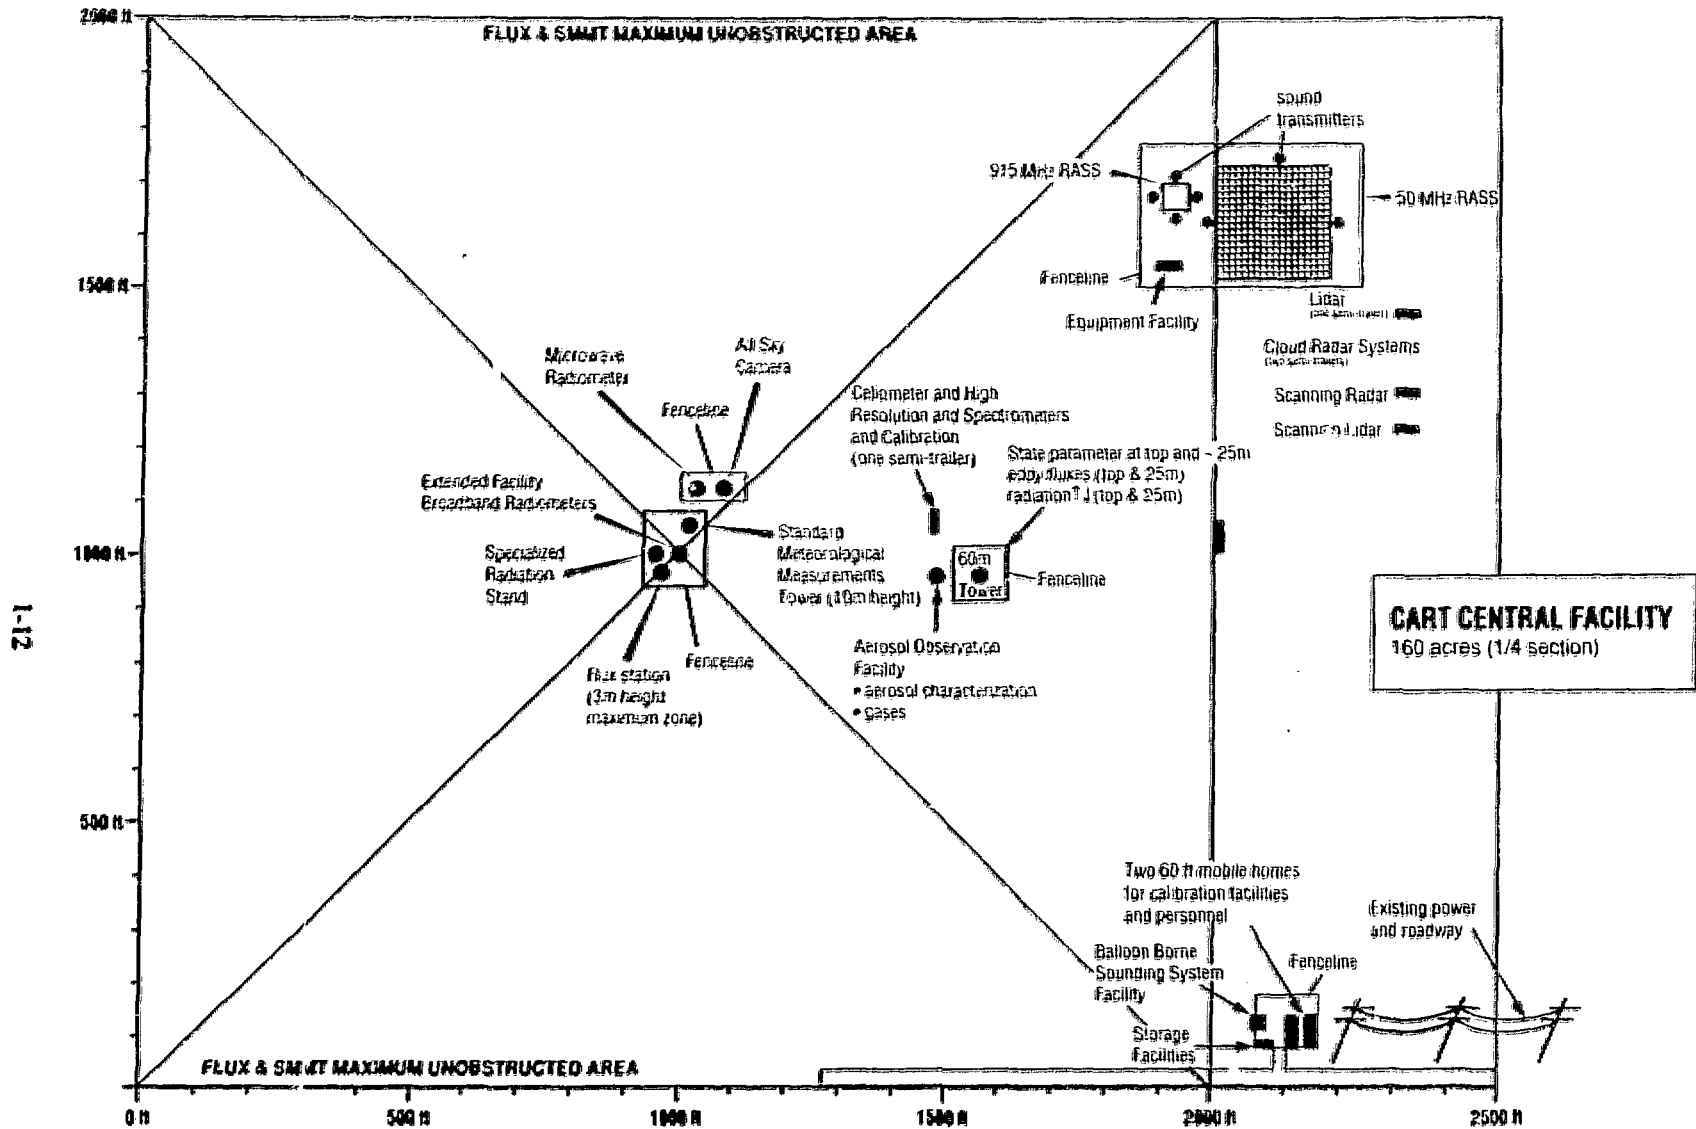 2000 ft
FLUX & SMMT MAXIMUM UNOBSTRUCTED AREA
sound
transmitters
915 MHz RASS
50 MHz RASS
1500 ft
Fenceline
Equipment Facility
Lidar
Cloud Radar Systems
Scanning Radar
Scanning Lidar
Microwave
Radiometer
All Sky
Camera
Fenceline
Ceilometer and High
Resolution and Spectrometers
and Calibration
(one semi-trailer)
State parameter at top and ~ 25m
eddy fluxes (top & 25m)
radiation↑↓ (top & 25m)
Extended Facility
Broadband Radiometers
1000 ft
Specialized
Radiation
Stand
Standard
Meteorological
Measurements
Tower (10m height)
60m
Tower
Fenceline
Flux station
(3m height
maximum zone)
Fenceline
Aerosol Observation
Facility
• aerosol characterization
• gases
CART CENTRAL FACILITY
160 acres (1/4 section)
1-12
500 ft
Two 60 ft mobile homes
for calibration facilities
and personnel
Existing power
and roadway
Balloon Borne
Sounding System
Facility
Fenceline
Storage
Facilities
FLUX & SMMT MAXIMUM UNOBSTRUCTED AREA
0 ft
500 ft
1000 ft
1500 ft
2000 ft
2500 ft